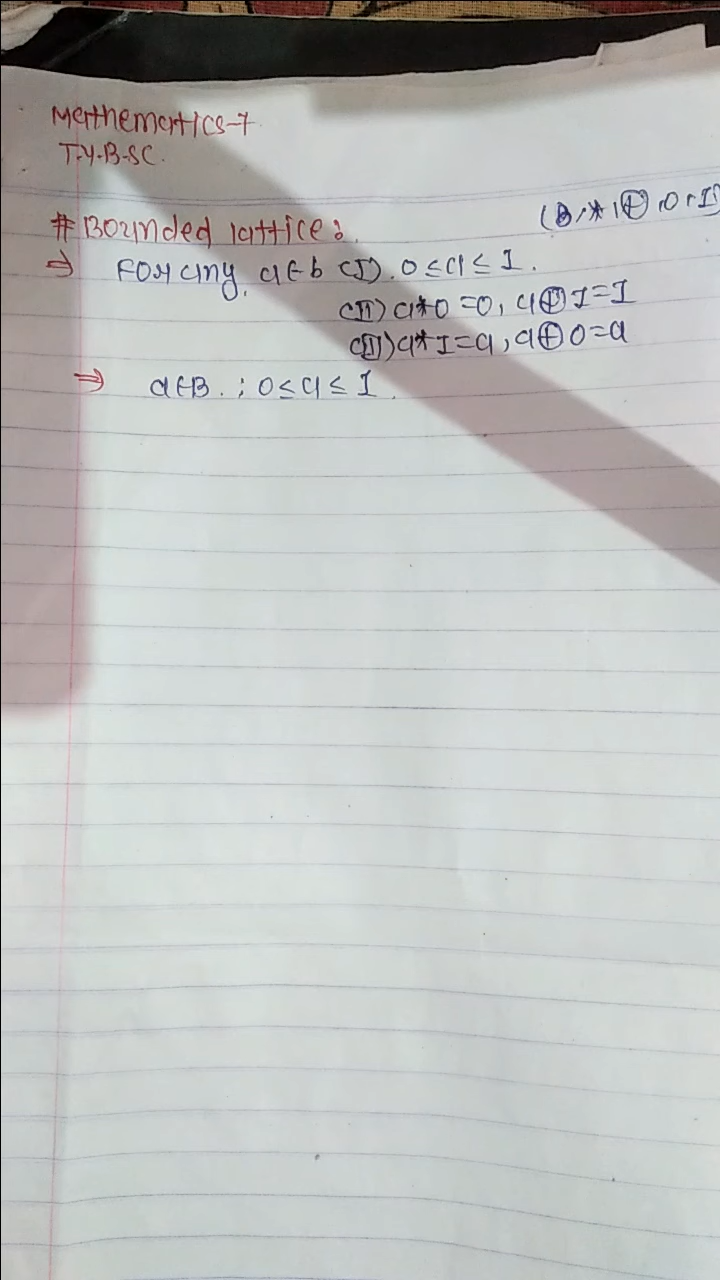 Mathematics-7
T.Y.B.SC.
(B, *, ⊕, 0, I)
# Bounded lattice:
⇒ For any a∈b (I). 0≤a≤I.
(II) a*0=0, a⊕I=I
(III) a*I=a, a⊕0=a
⇒ a∈B. : 0≤a≤I.